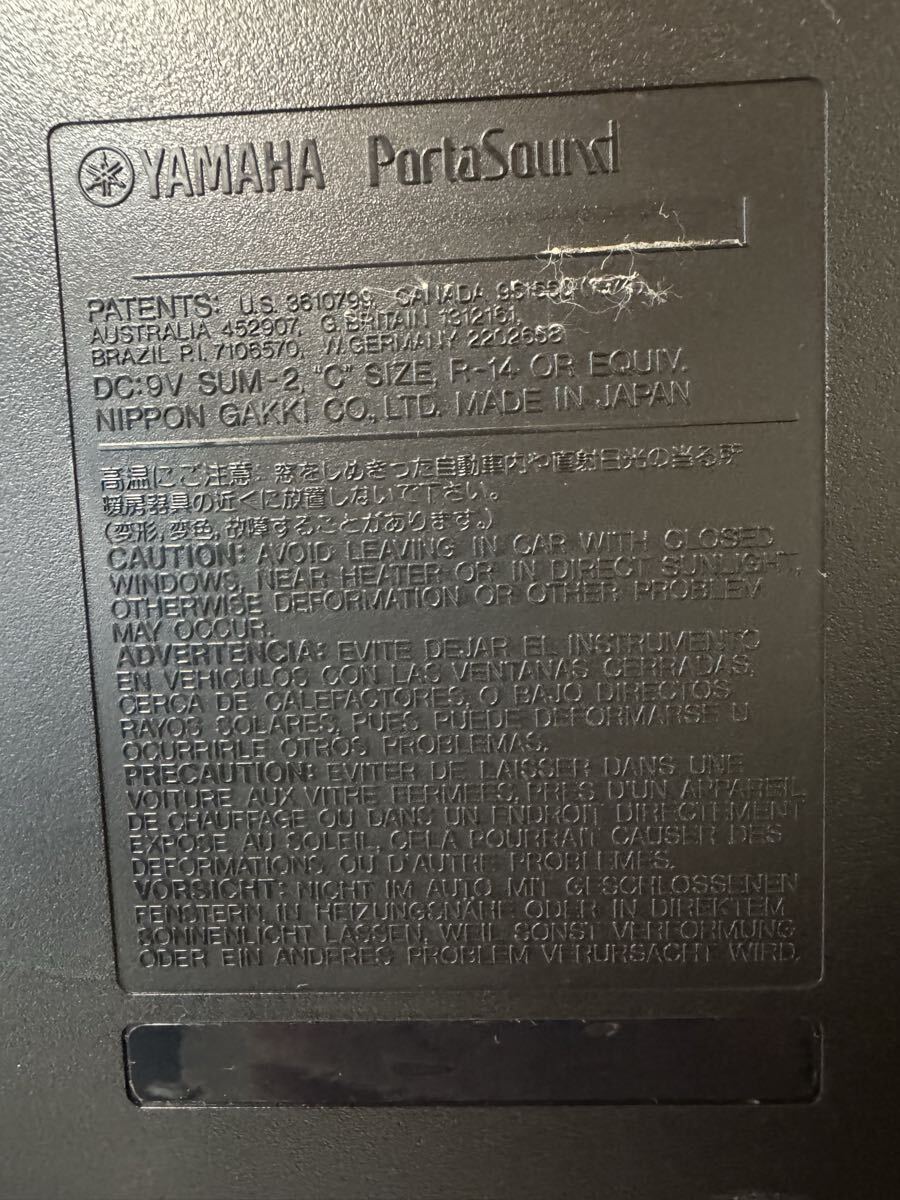 YAMAHA PortaSound
PATENTS: U.S. 3610799, CANADA 951558 (1974),
AUSTRALIA 452907, G.BRITAIN 1312161,
BRAZIL P.I. 7106570, W.GERMANY 2202658
DC:9V SUM-2, "C" SIZE, R-14 OR EQUIV.
NIPPON GAKKI CO., LTD. MADE IN JAPAN
高温にご注意:窓をしめきった自動車内や直射日光の当る所
暖房器具の近くに放置しないで下さい。
(変形,変色,故障することがあります。)
CAUTION: AVOID LEAVING IN CAR WITH CLOSED
WINDOWS, NEAR HEATER OR IN DIRECT SUNLIGHT,
OTHERWISE DEFORMATION OR OTHER PROBLEM
MAY OCCUR.
ADVERTENCIA: EVITE DEJAR EL INSTRUMENTO
EN VEHICULOS CON LAS VENTANAS CERRADAS,
CERCA DE CALEFACTORES, O BAJO DIRECTOS
RAYOS SOLARES, PUES PUEDE DEFORMARSE U
OCURRIRLE OTROS PROBLEMAS.
PRECAUTION: EVITER DE LAISSER DANS UNE
VOITURE AUX VITRE FERMEES, PRES D'UN APPAREIL
DE CHAUFFAGE OU DANS UN ENDROIT DIRECTEMENT
EXPOSE AU SOLEIL, CELA POURRAIT CAUSER DES
DEFORMATIONS, OU D'AUTRE PROBLEMES.
VORSICHT: NICHT IM AUTO MIT GESCHLOSSENEN
FENSTERN, IN HEIZUNGSNÄHE ODER IN DIREKTEM
SONNENLICHT LASSEN, WEIL SONST VERFORMUNG
ODER EIN ANDERES PROBLEM VERURSACHT WIRD.